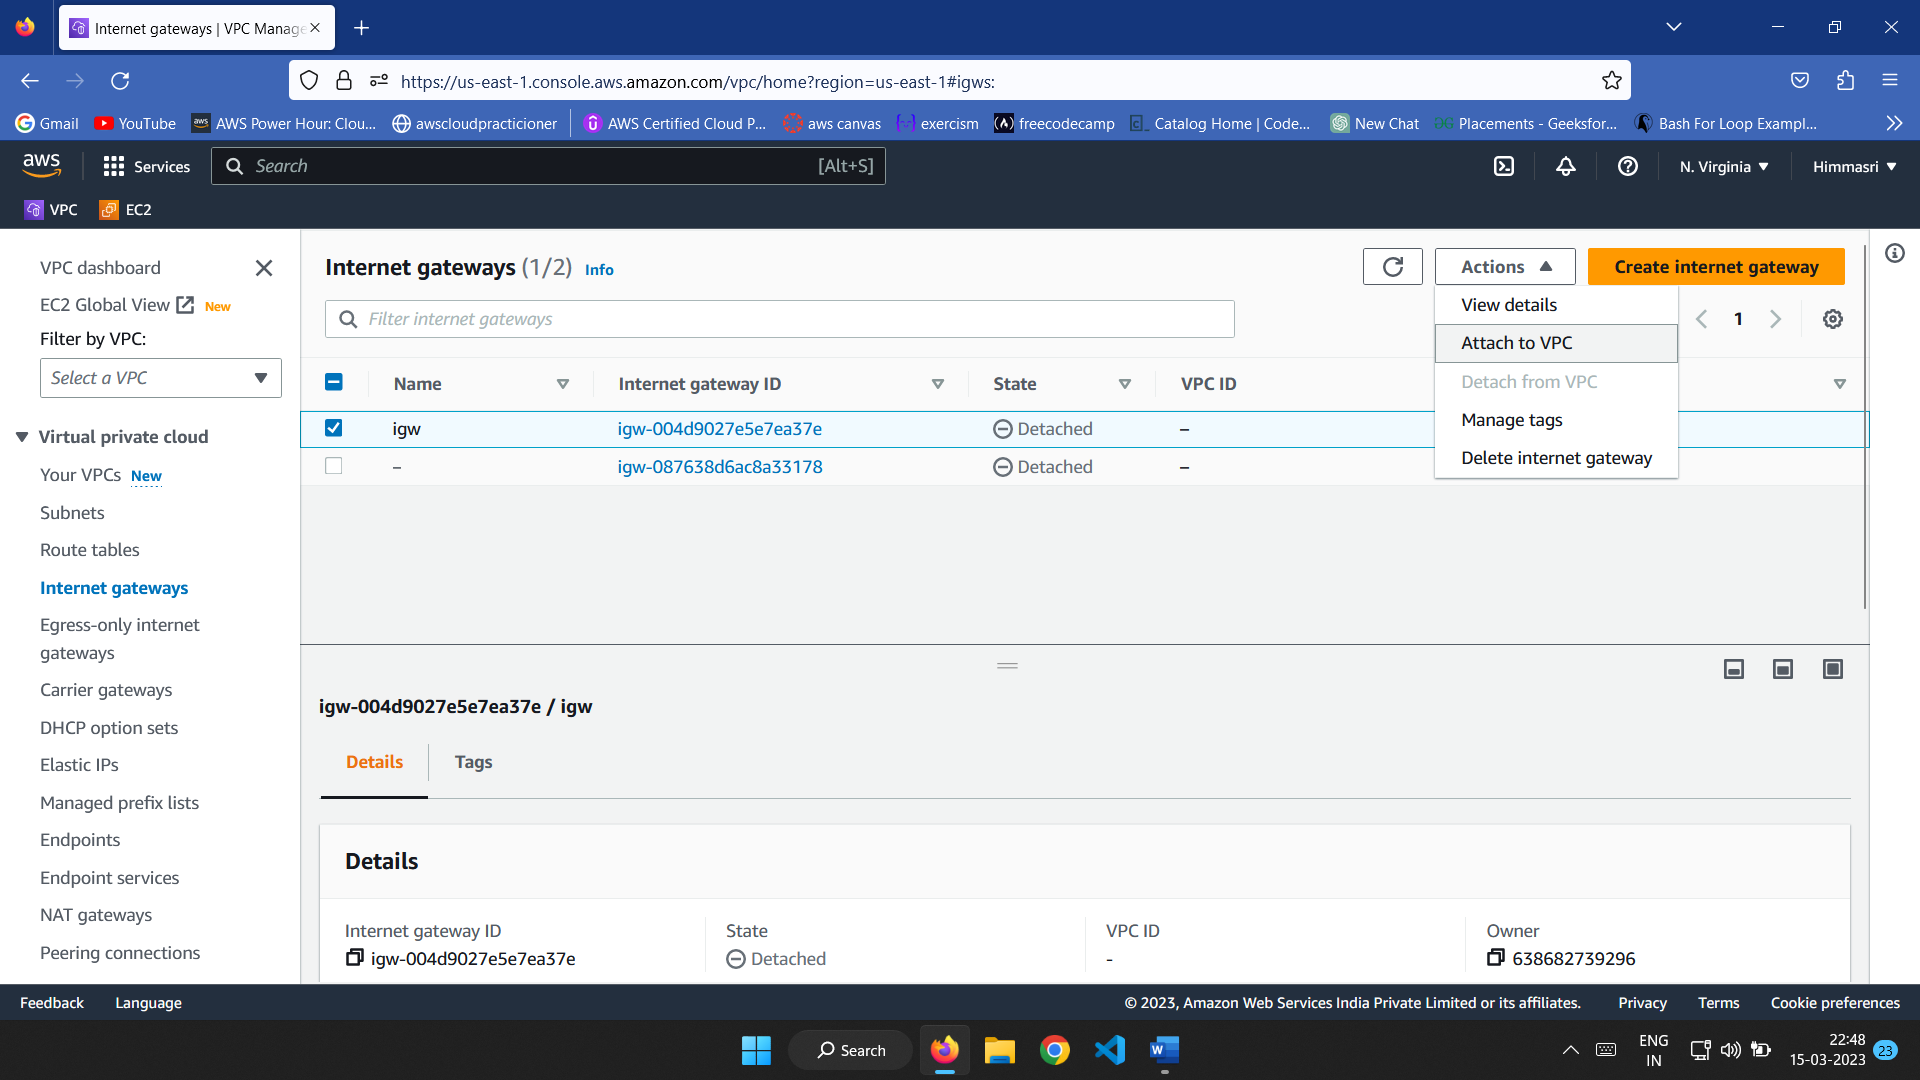 Internet gateways | VPC Manage
https://us-east-1.console.aws.amazon.com/vpc/home?region=us-east-1#igws:
Gmail YouTube AWS Power Hour: Clou... awscloudpracticioner AWS Certified Cloud P... aws canvas exercism freecodecamp Catalog Home | Code... New Chat Placements - Geeksfor... Bash For Loop Exampl...
aws Services Search [Alt+S] N. Virginia Himmasri
VPC EC2
VPC dashboard
EC2 Global View New
Filter by VPC:
Select a VPC
Virtual private cloud
Your VPCs New
Subnets
Route tables
Internet gateways
Egress-only internet
gateways
Carrier gateways
DHCP option sets
Elastic IPs
Managed prefix lists
Endpoints
Endpoint services
NAT gateways
Peering connections
Internet gateways (1/2) Info
Actions
Create internet gateway
Filter internet gateways
1
View details
Attach to VPC
Detach from VPC
Manage tags
Delete internet gateway
Name Internet gateway ID State VPC ID
igw igw-004d9027e5e7ea37e Detached –
– igw-087638d6ac8a33178 Detached –
igw-004d9027e5e7ea37e / igw
Details Tags
Details
Internet gateway ID State VPC ID Owner
igw-004d9027e5e7ea37e Detached - 638682739296
Feedback Language © 2023, Amazon Web Services India Private Limited or its affiliates. Privacy Terms Cookie preferences
Search
ENG
IN
22:48
15-03-2023
23